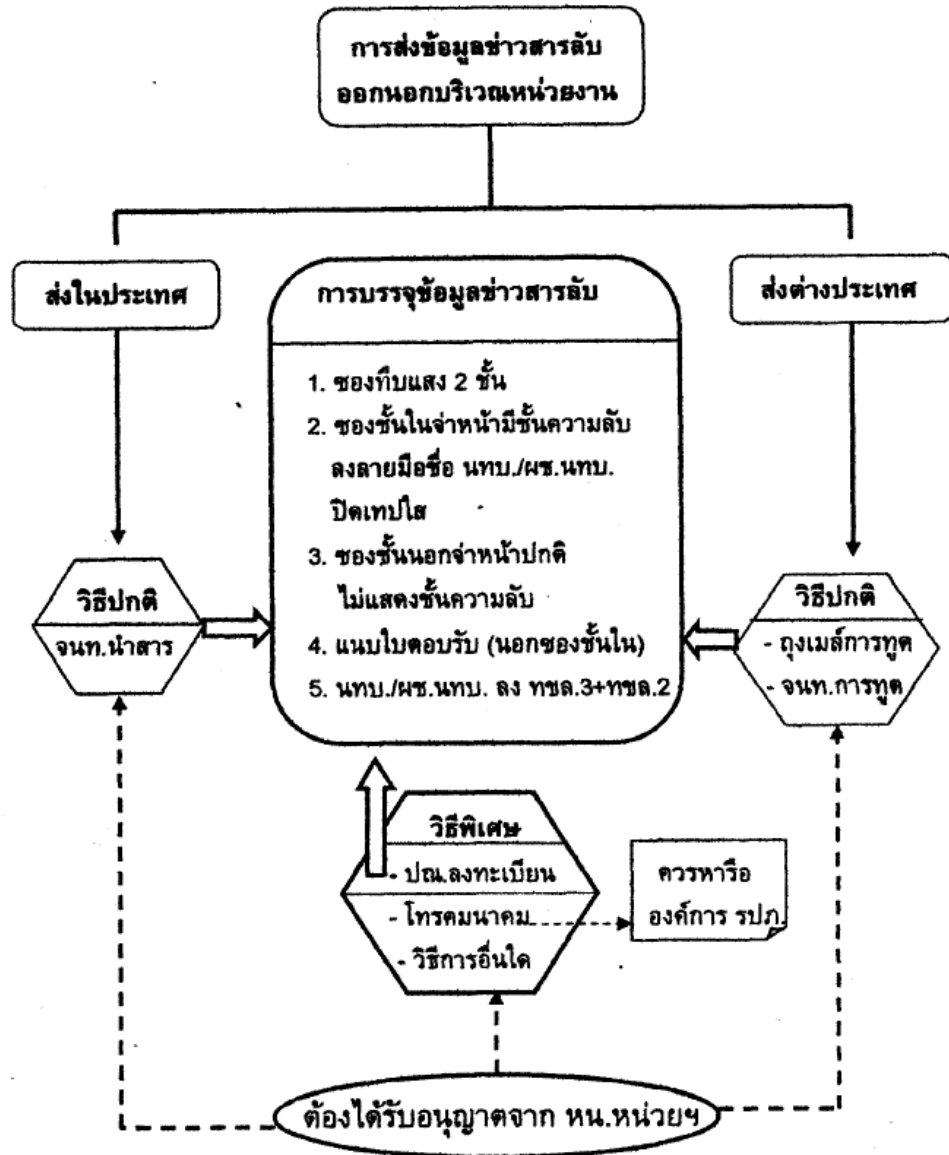 การส่งข้อมูลข่าวสารลับ
ออกนอกบริเวณหน่วยงาน
ส่งในประเทศ
การบรรจุข้อมูลข่าวสารลับ
ส่งต่างประเทศ
1. ซองทึบแสง 2 ชั้น
2. ซองชั้นในจ่าหน้ามีชั้นความลับ
ลงลายมือชื่อ นทบ./ผช.นทบ.
ปิดเทปใส
3. ซองชั้นนอกจ่าหน้าปกติ
ไม่แสดงชั้นความลับ
4. แนบใบตอบรับ (นอกซองชั้นใน)
5. นทบ./ผช.นทบ. ลง ทขล.3+ทขล.2
วิธีปกติ
จนท.นำสาร
วิธีปกติ
- ถุงเมล์การทูต
- จนท.การทูต
วิธีพิเศษ
- ปณ.ลงทะเบียน
- โทรคมนาคม
- วิธีการอื่นใด
ควรหารือ
องค์การ รปภ.
ต้องได้รับอนุญาตจาก หน.หน่วยฯ